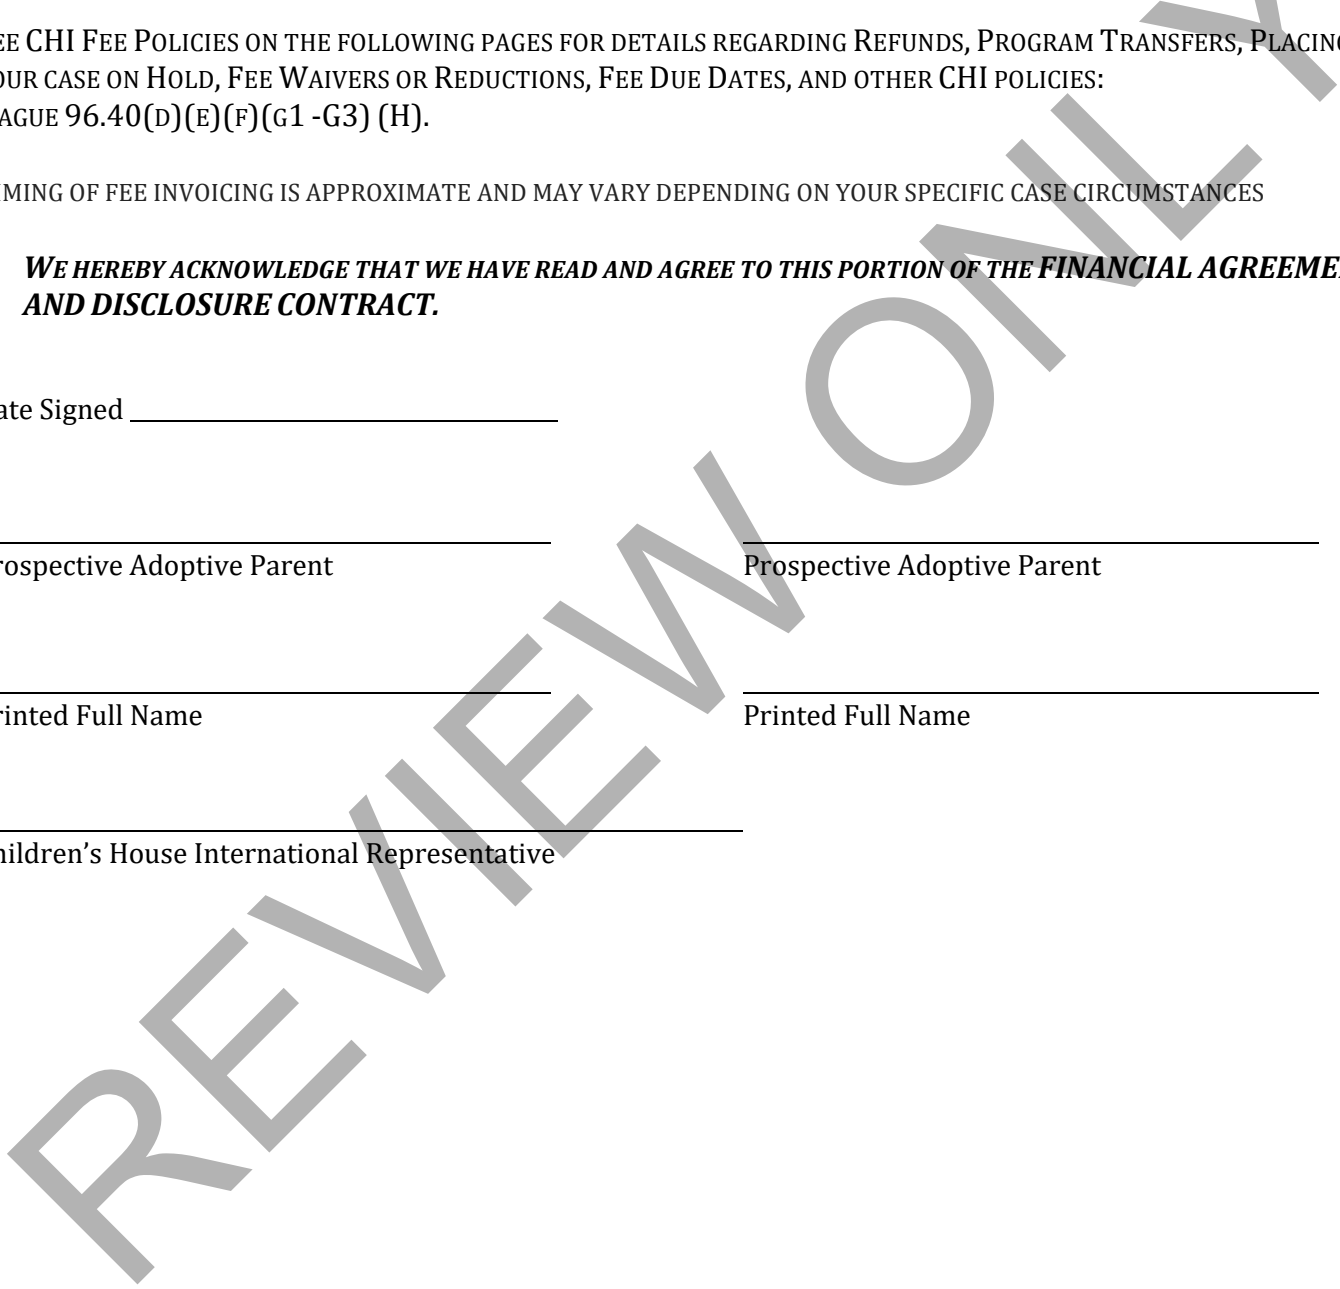 EE CHI FEE POLICIES ON THE FOLLOWING PAGES FOR DETAILS REGARDING REFUNDS, PROGRAM TRANSFERS, PLACING
OUR CASE ON HOLD, FEE WAIVERS OR REDUCTIONS, FEE DUE DATES, AND OTHER CHI POLICIES:
AGUE 96.40(D)(E)(F)(G1 -G3) (H).
MING OF FEE INVOICING IS APPROXIMATE AND MAY VARY DEPENDING ON YOUR SPECIFIC CASE CIRCUMSTANCES
WE HEREBY ACKNOWLEDGE THAT WE HAVE READ AND AGREE TO THIS PORTION OF THE FINANCIAL AGREEME
AND DISCLOSURE CONTRACT.
ate Signed
rospective Adoptive Parent Prospective Adoptive Parent
rinted Full Name Printed Full Name
hildren's House International Representative
REVIEW ONLY